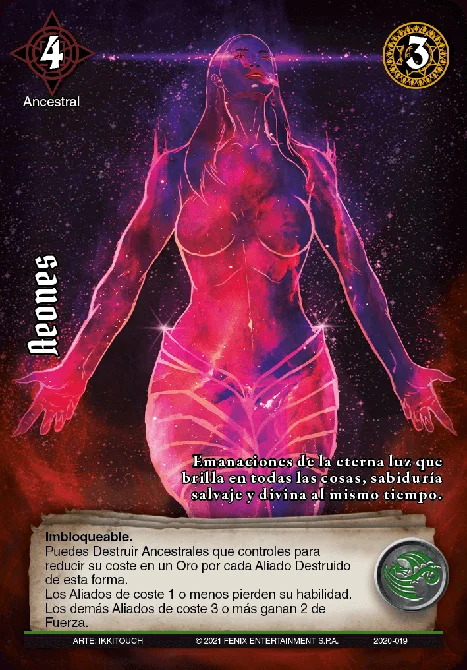 4
3
Ancestral
Aeones
Emanaciones de la eterna luz que
brilla en todas las cosas, sabiduría
salvaje y divina al mismo tiempo.
Imbloqueable.
Puedes Destruir Ancestrales que controles para
reducir su coste en un Oro por cada Aliado Destruido
de esta forma.
Los Aliados de coste 1 o menos pierden su habilidad.
Los demás Aliados de coste 3 o más ganan 2 de
Fuerza.
ARTE: IKKITOUCH © 2021 FENIX ENTERTAINMENT S.P.A. 2020-049